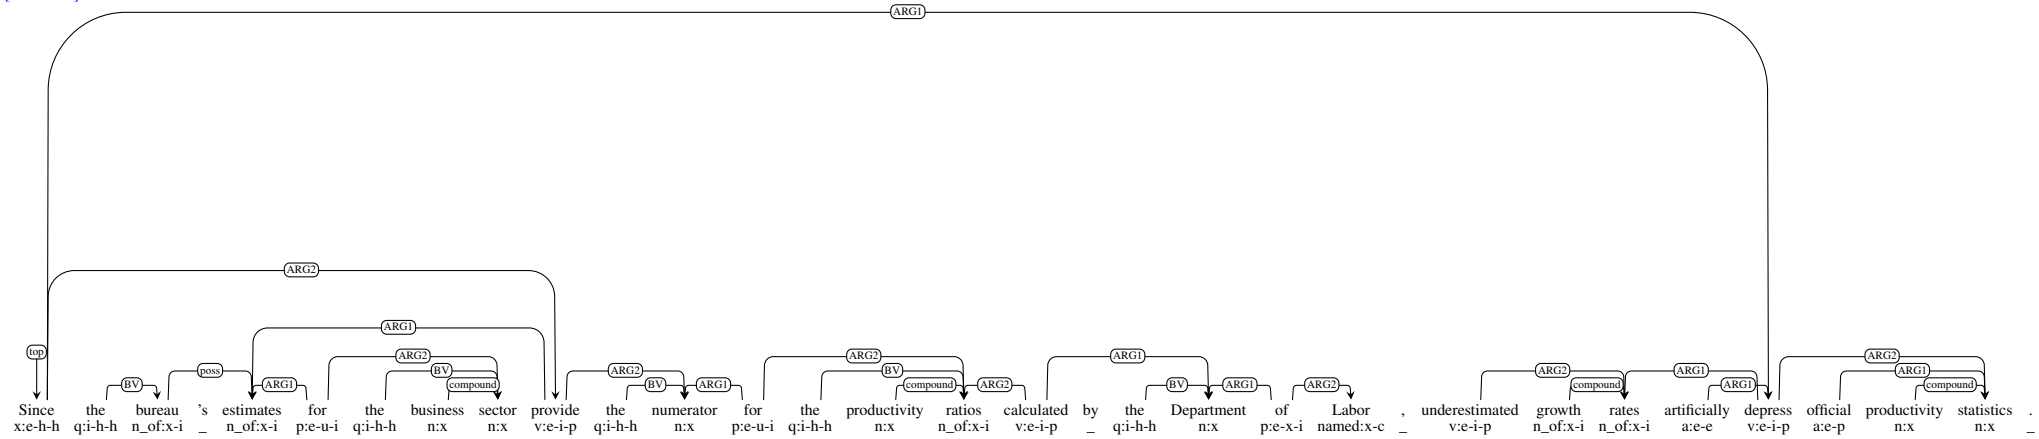 ARG1
ARG2
ARG1
top ARG2 ARG2 ARG1 ARG2
poss BV ARG2 BV ARG2 ARG1 ARG1
BV ARG1 compound BV ARG1 compound ARG2 BV ARG1 ARG2 compound ARG1 compound
Since the bureau 's estimates for the business sector provide the numerator for the productivity ratios calculated by the Department of Labor , underestimated growth rates artificially depress official productivity statistics .
x:e-h-h q:i-h-h n_of:x-i _ n_of:x-i p:e-u-i q:i-h-h n:x n:x v:e-i-p q:i-h-h n:x p:e-u-i q:i-h-h n:x n_of:x-i v:e-i-p _ q:i-h-h n:x p:e-x-i named:x-c _ v:e-i-p n_of:x-i n_of:x-i a:e-e v:e-i-p a:e-p n:x n:x _